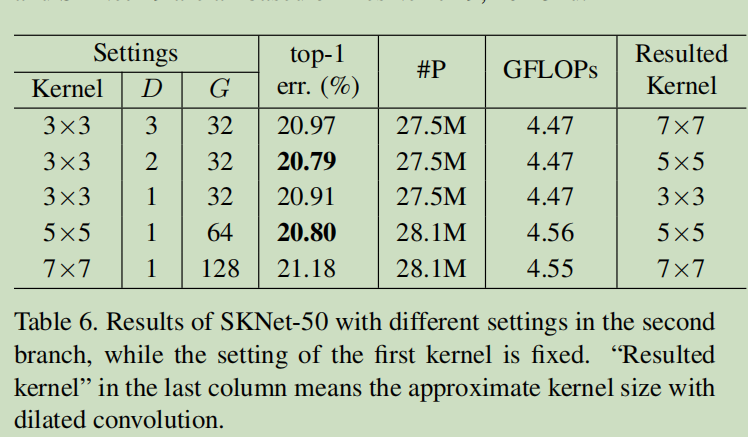 Settings top-1 #P GFLOPs Resulted
Kernel D G err. (%) Kernel
3×3 3 32 20.97 27.5M 4.47 7×7
3×3 2 32 20.79 27.5M 4.47 5×5
3×3 1 32 20.91 27.5M 4.47 3×3
5×5 1 64 20.80 28.1M 4.56 5×5
7×7 1 128 21.18 28.1M 4.55 7×7
Table 6. Results of SKNet-50 with different settings in the second
branch, while the setting of the first kernel is fixed. “Resulted
kernel” in the last column means the approximate kernel size with
dilated convolution.